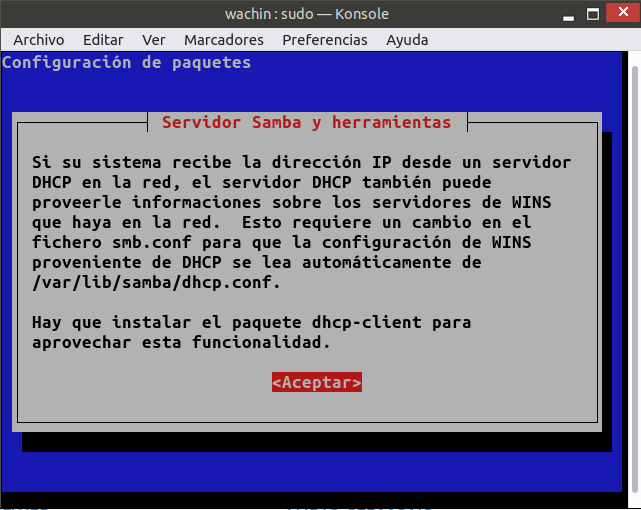 wachin : sudo — Konsole
Archivo Editar Ver Marcadores Preferencias Ayuda
Configuración de paquetes
Servidor Samba y herramientas
Si su sistema recibe la dirección IP desde un servidor
DHCP en la red, el servidor DHCP también puede
proveerle informaciones sobre los servidores de WINS
que haya en la red.  Esto requiere un cambio en el
fichero smb.conf para que la configuración de WINS
proveniente de DHCP se lea automáticamente de
/var/lib/samba/dhcp.conf.
Hay que instalar el paquete dhcp-client para
aprovechar esta funcionalidad.
<Aceptar>